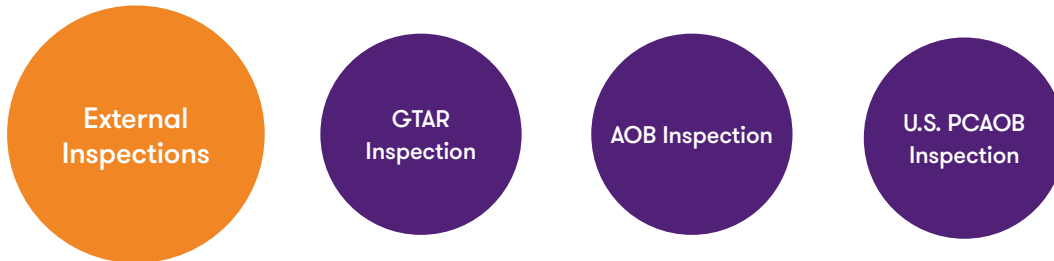 External
Inspections
GTAR
Inspection
AOB Inspection
U.S. PCAOB
Inspection